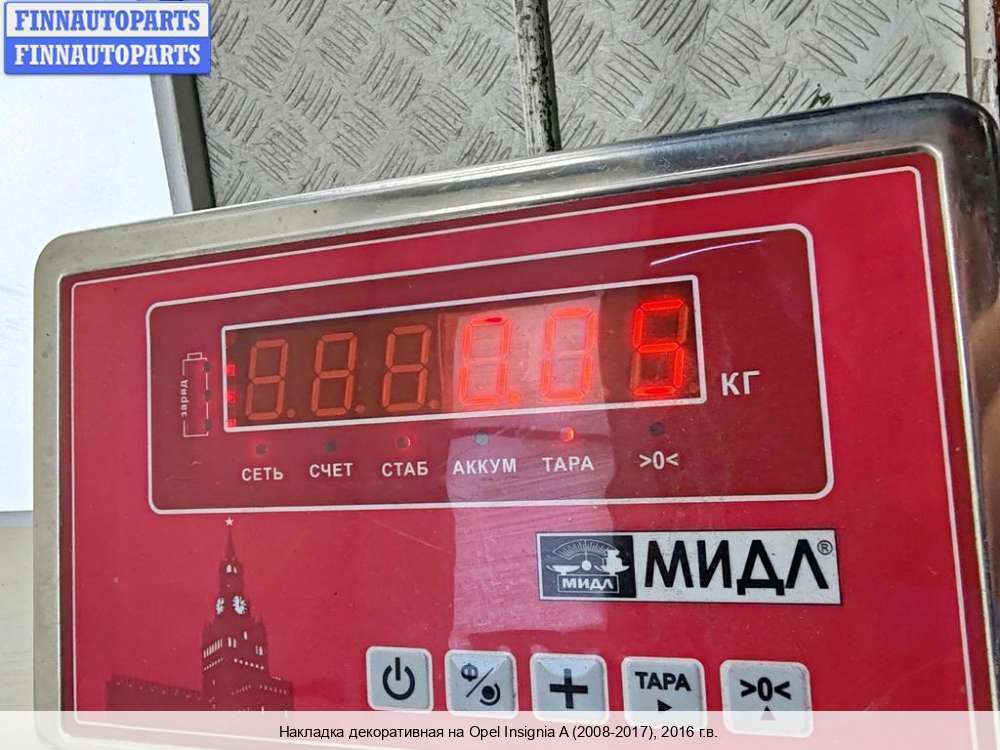 FINNAUTOPARTS
FINNAUTOPARTS
заряд
0.05
КГ
СЕТЬ СЧЕТ СТАБ АККУМ ТАРА >0<
МИДЛ МИДЛ®
Ф/ + ТАРА >0<
Накладка декоративная на Opel Insignia A (2008-2017), 2016 г.в.